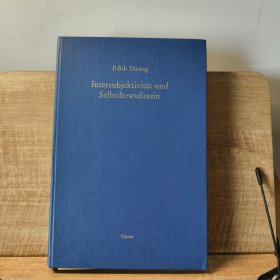 Edith Düsing
Intersubjektivität und
Selbstbewußtsein
Dinter